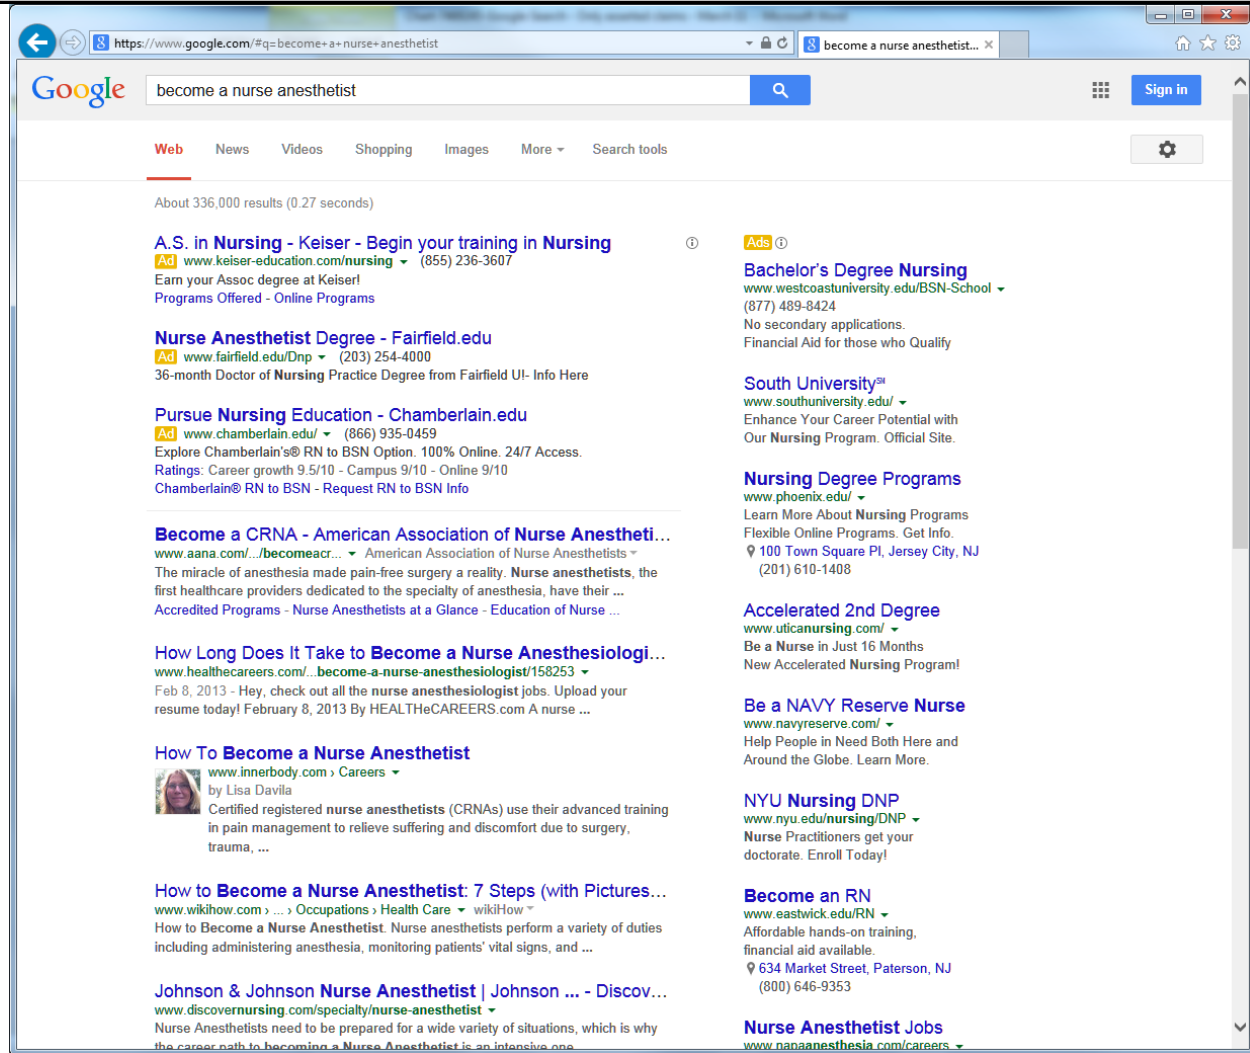 https://www.google.com/#q=become+a+nurse+anesthetist
become a nurse anesthetist...
Google
become a nurse anesthetist
Sign in
Web News Videos Shopping Images More Search tools
About 336,000 results (0.27 seconds)
A.S. in Nursing - Keiser - Begin your training in Nursing
Ad www.keiser-education.com/nursing (855) 236-3607
Earn your Assoc degree at Keiser!
Programs Offered - Online Programs
Nurse Anesthetist Degree - Fairfield.edu
Ad www.fairfield.edu/Dnp (203) 254-4000
36-month Doctor of Nursing Practice Degree from Fairfield U!- Info Here
Pursue Nursing Education - Chamberlain.edu
Ad www.chamberlain.edu/ (866) 935-0459
Explore Chamberlain's® RN to BSN Option. 100% Online. 24/7 Access.
Ratings: Career growth 9.5/10 - Campus 9/10 - Online 9/10
Chamberlain® RN to BSN - Request RN to BSN Info
Become a CRNA - American Association of Nurse Anestheti...
www.aana.com/.../becomeacr... American Association of Nurse Anesthetists
The miracle of anesthesia made pain-free surgery a reality. Nurse anesthetists, the
first healthcare providers dedicated to the specialty of anesthesia, have their ...
Accredited Programs - Nurse Anesthetists at a Glance - Education of Nurse ...
How Long Does It Take to Become a Nurse Anesthesiologi...
www.healthecareers.com/...become-a-nurse-anesthesiologist/158253
Feb 8, 2013 - Hey, check out all the nurse anesthesiologist jobs. Upload your
resume today! February 8, 2013 By HEALTHeCAREERS.com A nurse ...
How To Become a Nurse Anesthetist
www.innerbody.com › Careers
by Lisa Davila
Certified registered nurse anesthetists (CRNAs) use their advanced training
in pain management to relieve suffering and discomfort due to surgery,
trauma, ...
How to Become a Nurse Anesthetist: 7 Steps (with Pictures...
www.wikihow.com › ... › Occupations › Health Care wikiHow
How to Become a Nurse Anesthetist. Nurse anesthetists perform a variety of duties
including administering anesthesia, monitoring patients' vital signs, and ...
Johnson & Johnson Nurse Anesthetist | Johnson ... - Discov...
www.discovernursing.com/specialty/nurse-anesthetist
Nurse Anesthetists need to be prepared for a wide variety of situations, which is why
the career path to becoming a Nurse Anesthetist is an intensive one
Ads
Bachelor's Degree Nursing
www.westcoastuniversity.edu/BSN-School
(877) 489-8424
No secondary applications.
Financial Aid for those who Qualify
South University℠
www.southuniversity.edu/
Enhance Your Career Potential with
Our Nursing Program. Official Site.
Nursing Degree Programs
www.phoenix.edu/
Learn More About Nursing Programs
Flexible Online Programs. Get Info.
100 Town Square Pl, Jersey City, NJ
(201) 610-1408
Accelerated 2nd Degree
www.uticanursing.com/
Be a Nurse in Just 16 Months
New Accelerated Nursing Program!
Be a NAVY Reserve Nurse
www.navyreserve.com/
Help People in Need Both Here and
Around the Globe. Learn More.
NYU Nursing DNP
www.nyu.edu/nursing/DNP
Nurse Practitioners get your
doctorate. Enroll Today!
Become an RN
www.eastwick.edu/RN
Affordable hands-on training,
financial aid available.
634 Market Street, Paterson, NJ
(800) 646-9353
Nurse Anesthetist Jobs
www.napaanesthesia.com/careers